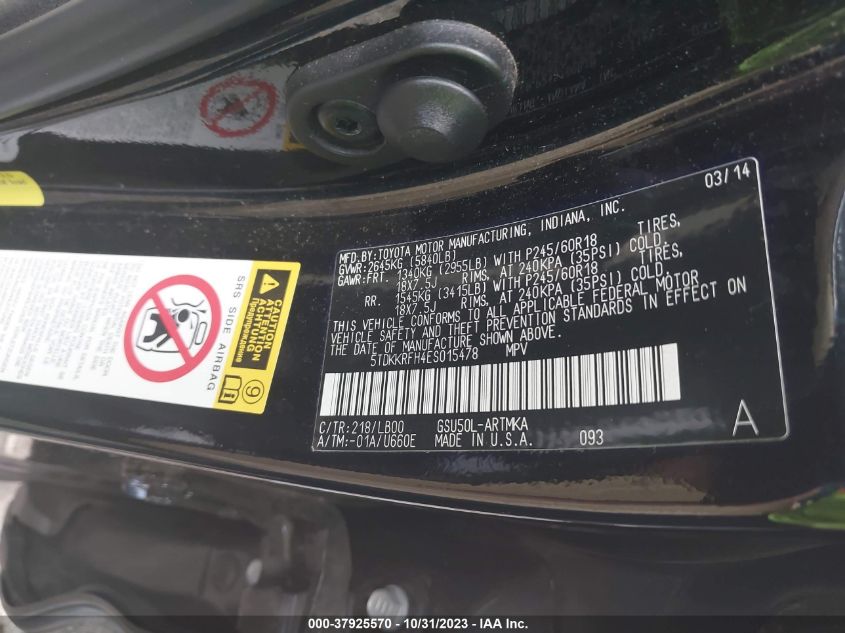 03/14
MFD.BY:TOYOTA MOTOR MANUFACTURING, INDIANA, INC.
GVWR:2645KG (5840LB)
GAWR:FRT. 1340KG (2955LB) WITH P245/60R18 TIRES,
18X7.5J RIMS, AT 240KPA (35PSI) COLD.
RR. 1545KG (3415LB) WITH P245/60R18 TIRES,
18X7.5J RIMS, AT 240KPA (35PSI) COLD.
THIS VEHICLE CONFORMS TO ALL APPLICABLE FEDERAL MOTOR
VEHICLE SAFETY AND THEFT PREVENTION STANDARDS IN EFFECT ON
THE DATE OF MANUFACTURE SHOWN ABOVE.
5TDKKRFH4ES015478 MPV
C/TR:218/LB00 GSU50L-ARTMKA
A/TM:-01A/U660E MADE IN U.S.A. 093
A
SRS SIDE AIRBAG
CAUTION
ATTENTION
Предупреждение
9
000-37925570 - 10/31/2023 - IAA Inc.